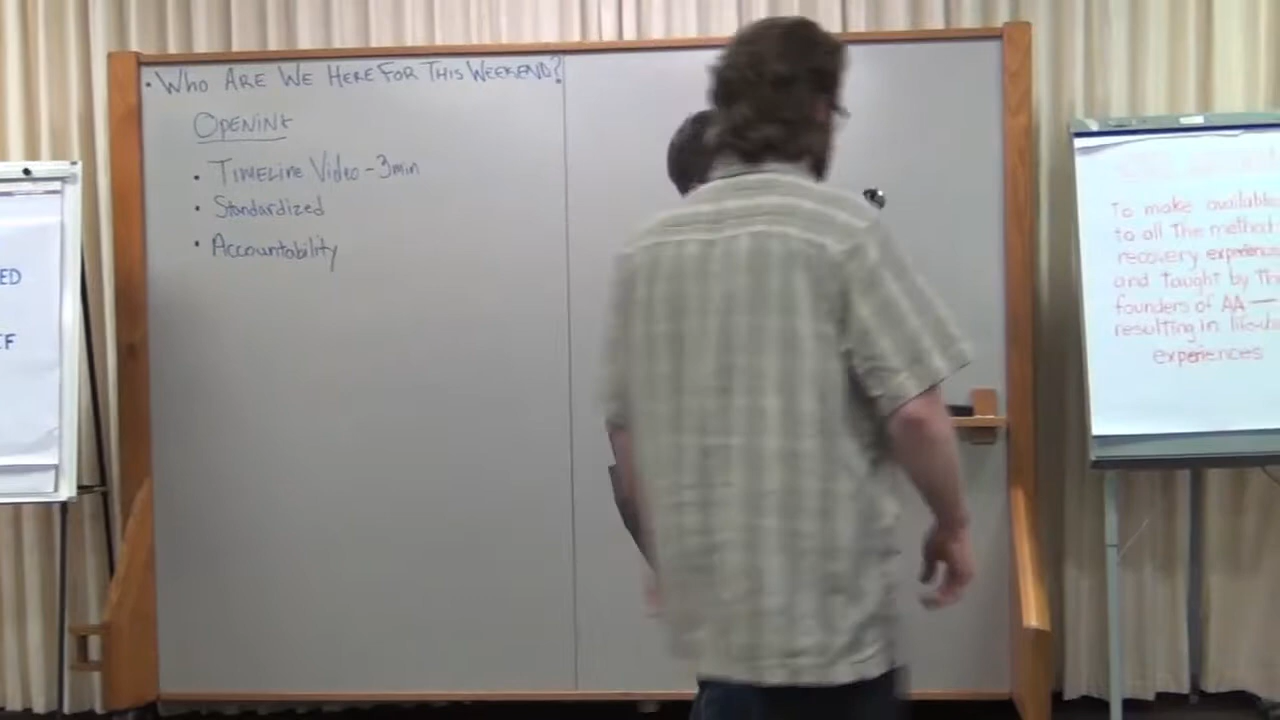 • WHO ARE WE HERE FOR THIS WEEKEND?
OPENING
• TIMELINE Video - 3min
• Standardized
• Accountability
ED
EF
To make available
to all The method
recovery experience
and Taught by The
founders of AA —
resulting in life-
experiences